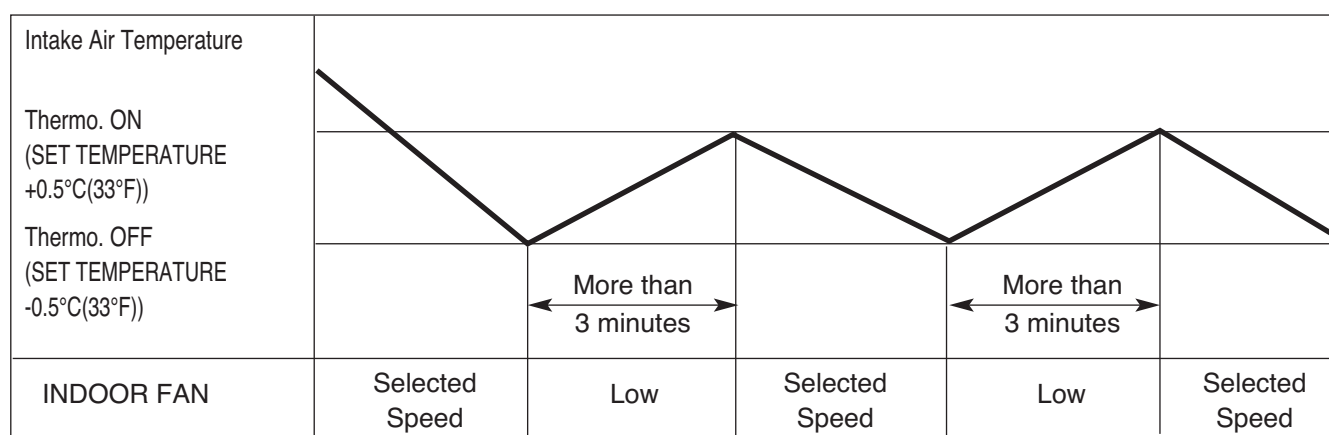 Intake Air Temperature
Thermo. ON
(SET TEMPERATURE
+0.5°C(33°F))
Thermo. OFF
(SET TEMPERATURE
-0.5°C(33°F))
More than
3 minutes
More than
3 minutes
INDOOR FAN
Selected
Speed
Low
Selected
Speed
Low
Selected
Speed